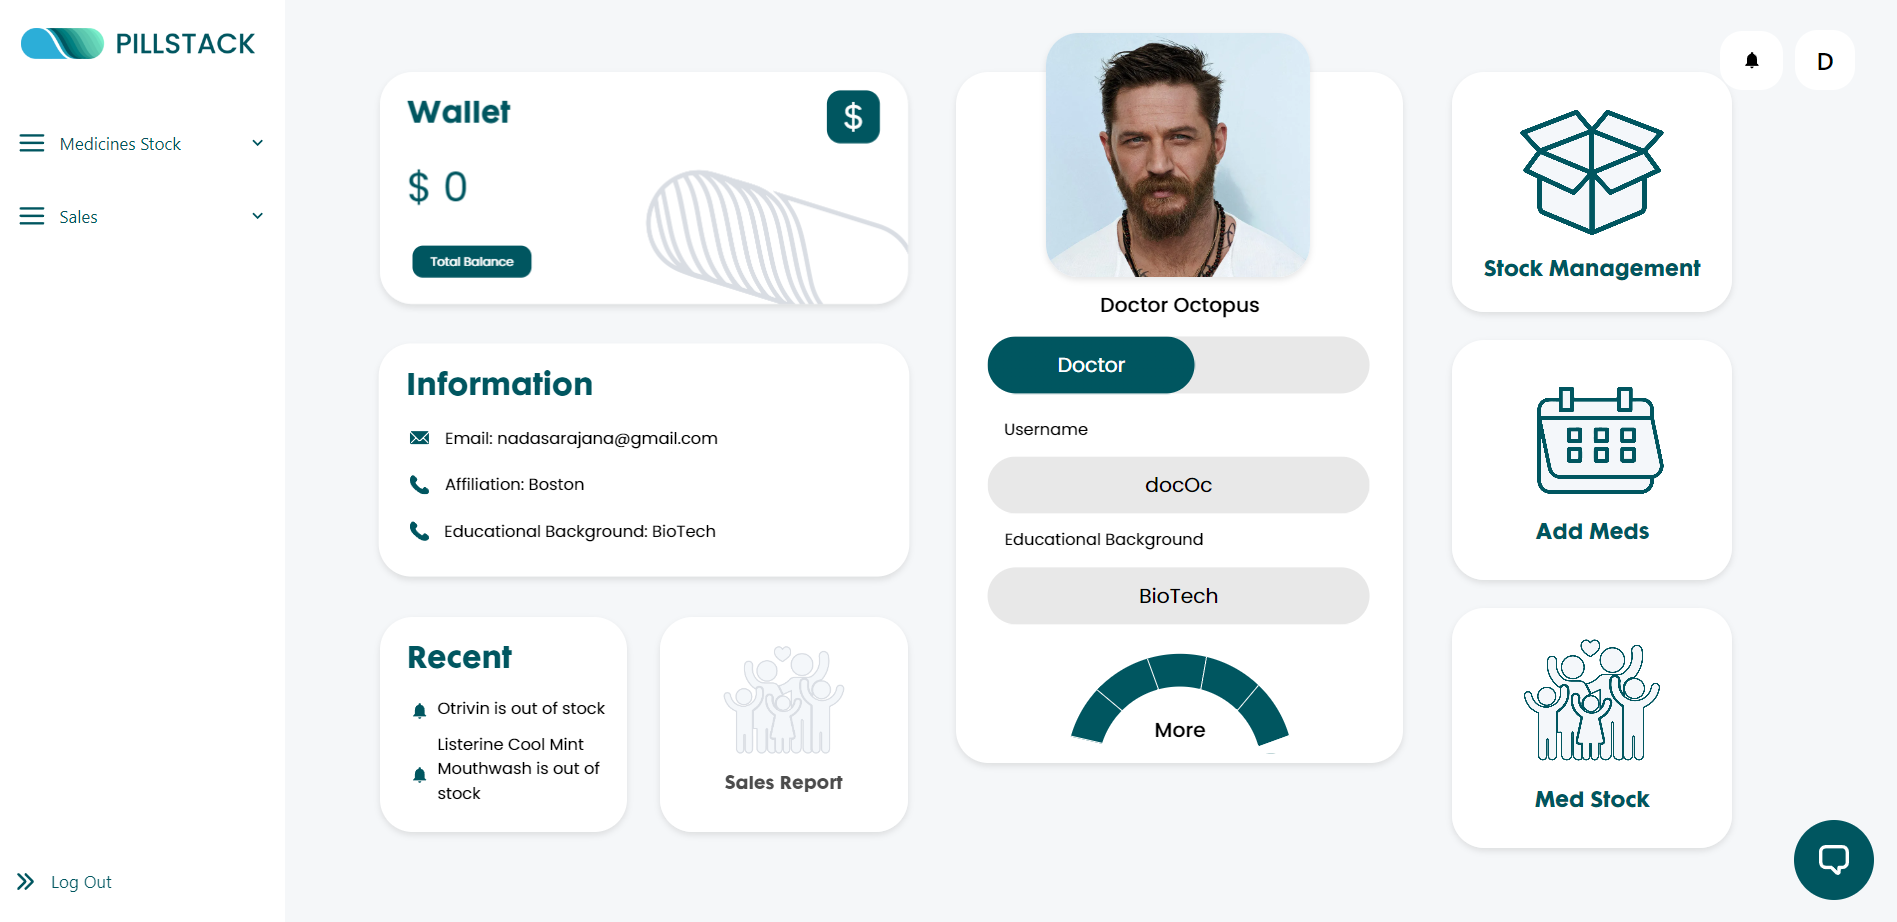 PILLSTACK
Medicines Stock
Sales
Log Out
Wallet
$
$ 0
Total Balance
Information
Email: nadasarajana@gmail.com
Affiliation: Boston
Educational Background: BioTech
Recent
Otrivin is out of stock
Listerine Cool Mint
Mouthwash is out of
stock
Sales Report
Doctor Octopus
Doctor
Username
docOc
Educational Background
BioTech
More
D
Stock Management
Add Meds
Med Stock